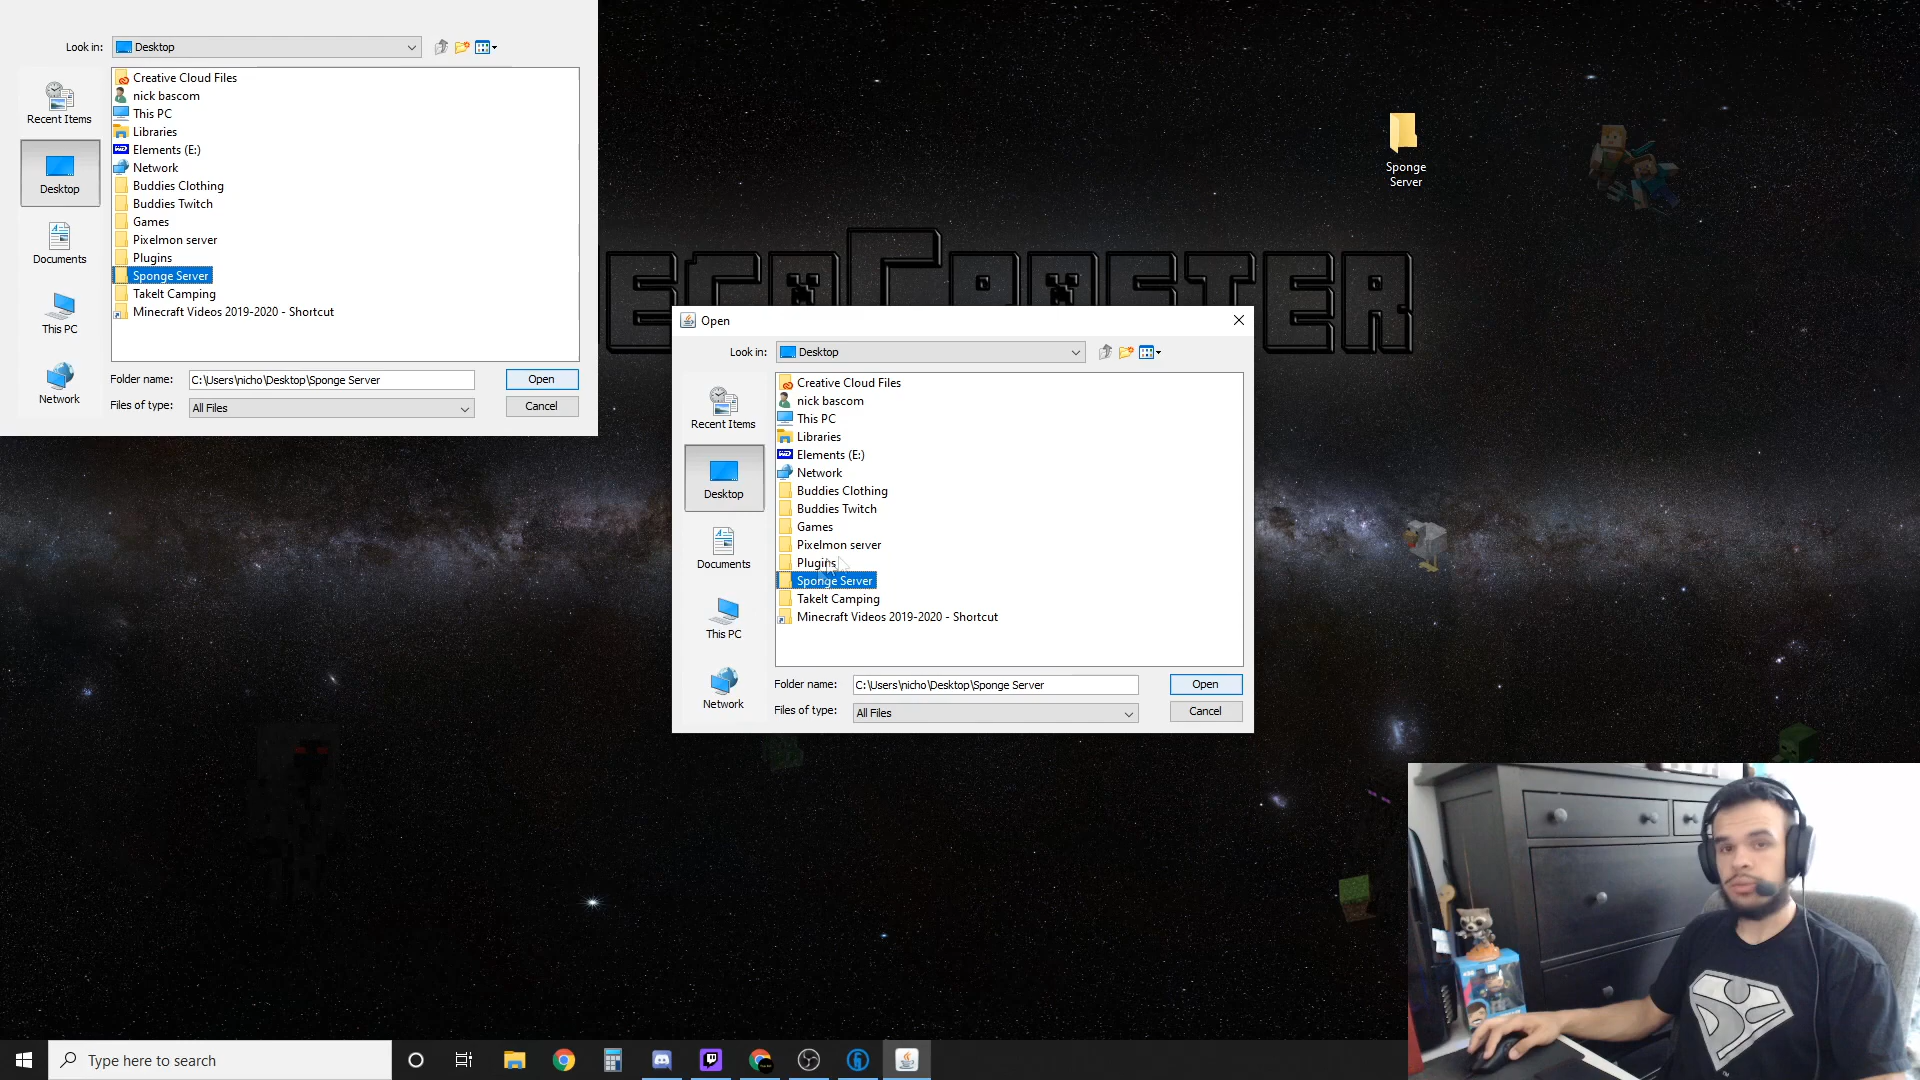 Look in:
Desktop
Creative Cloud Files
nick bascom
This PC
Libraries
Elements (E:)
Network
Buddies Clothing
Buddies Twitch
Games
Pixelmon server
Plugins
Sponge Server
TakeIt Camping
Minecraft Videos 2019-2020 - Shortcut
Recent Items
Desktop
Documents
This PC
Network
Folder name:
C:\Users\nicho\Desktop\Sponge Server
Open
Files of type:
All Files
Cancel
Sponge
Server
Open
Look in:
Desktop
Creative Cloud Files
nick bascom
This PC
Libraries
Elements (E:)
Network
Buddies Clothing
Buddies Twitch
Games
Pixelmon server
Plugins
Sponge Server
TakeIt Camping
Minecraft Videos 2019-2020 - Shortcut
Recent Items
Desktop
Documents
This PC
Network
Folder name:
C:\Users\nicho\Desktop\Sponge Server
Open
Files of type:
All Files
Cancel
Type here to search